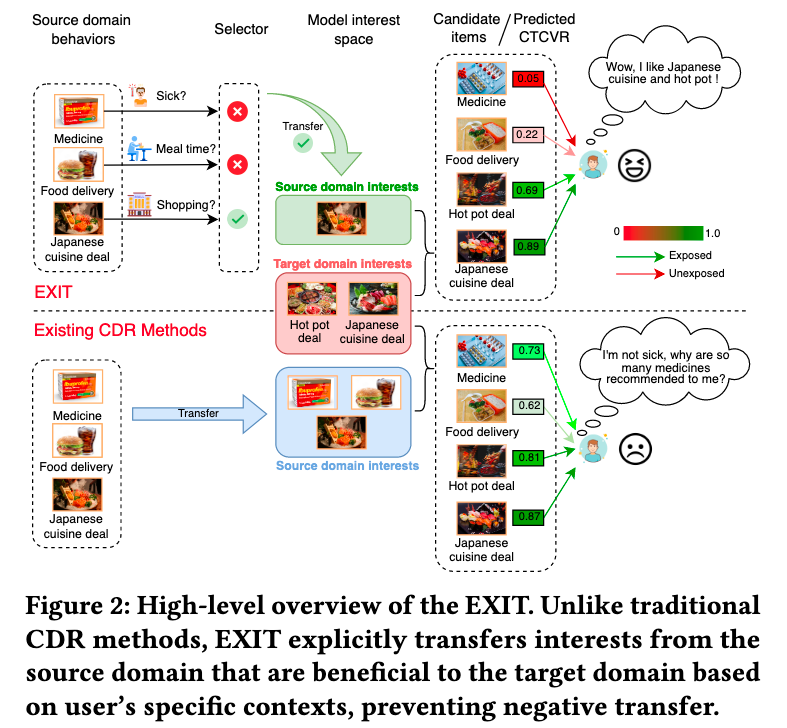 Source domain
behaviors
Selector
Model interest
space
Candidate
items
/
Predicted
CTCVR
Sick?
Medicine
Meal time?
Food delivery
Shopping?
Japanese
cuisine deal
EXIT
Transfer
Source domain interests
Target domain interests
Hot pot
deal
Japanese
cuisine deal
0.05
Medicine
0.22
Food delivery
0.69
Hot pot deal
0.89
Japanese
cuisine deal
Wow, I like Japanese
cuisine and hot pot !
0
1.0
Exposed
Unexposed
Existing CDR Methods
Ibuprofen
Medicine
Food delivery
Japanese
cuisine deal
Transfer
Source domain interests
0.73
Medicine
0.62
Food delivery
0.81
Hot pot deal
0.87
Japanese
cuisine deal
I'm not sick, why are so
many medicines
recommended to me?
Figure 2: High-level overview of the EXIT. Unlike traditional
CDR methods, EXIT explicitly transfers interests from the
source domain that are beneficial to the target domain based
on user's specific contexts, preventing negative transfer.